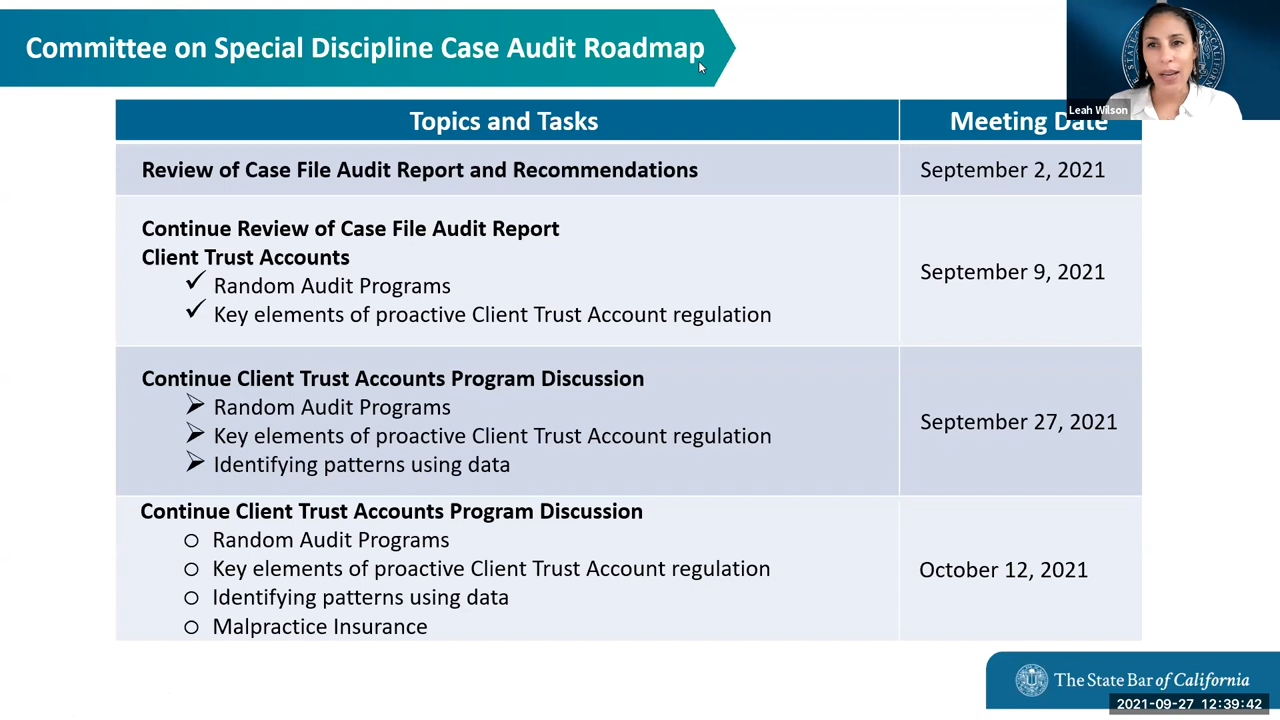 Committee on Special Discipline Case Audit Roadmap
Leah Wilson
Topics and Tasks
Meeting Date
Review of Case File Audit Report and Recommendations
September 2, 2021
Continue Review of Case File Audit Report
Client Trust Accounts
Random Audit Programs
Key elements of proactive Client Trust Account regulation
September 9, 2021
Continue Client Trust Accounts Program Discussion
Random Audit Programs
Key elements of proactive Client Trust Account regulation
Identifying patterns using data
September 27, 2021
Continue Client Trust Accounts Program Discussion
Random Audit Programs
Key elements of proactive Client Trust Account regulation
Identifying patterns using data
Malpractice Insurance
October 12, 2021
The State Bar of California
2021-09-27 12:39:42